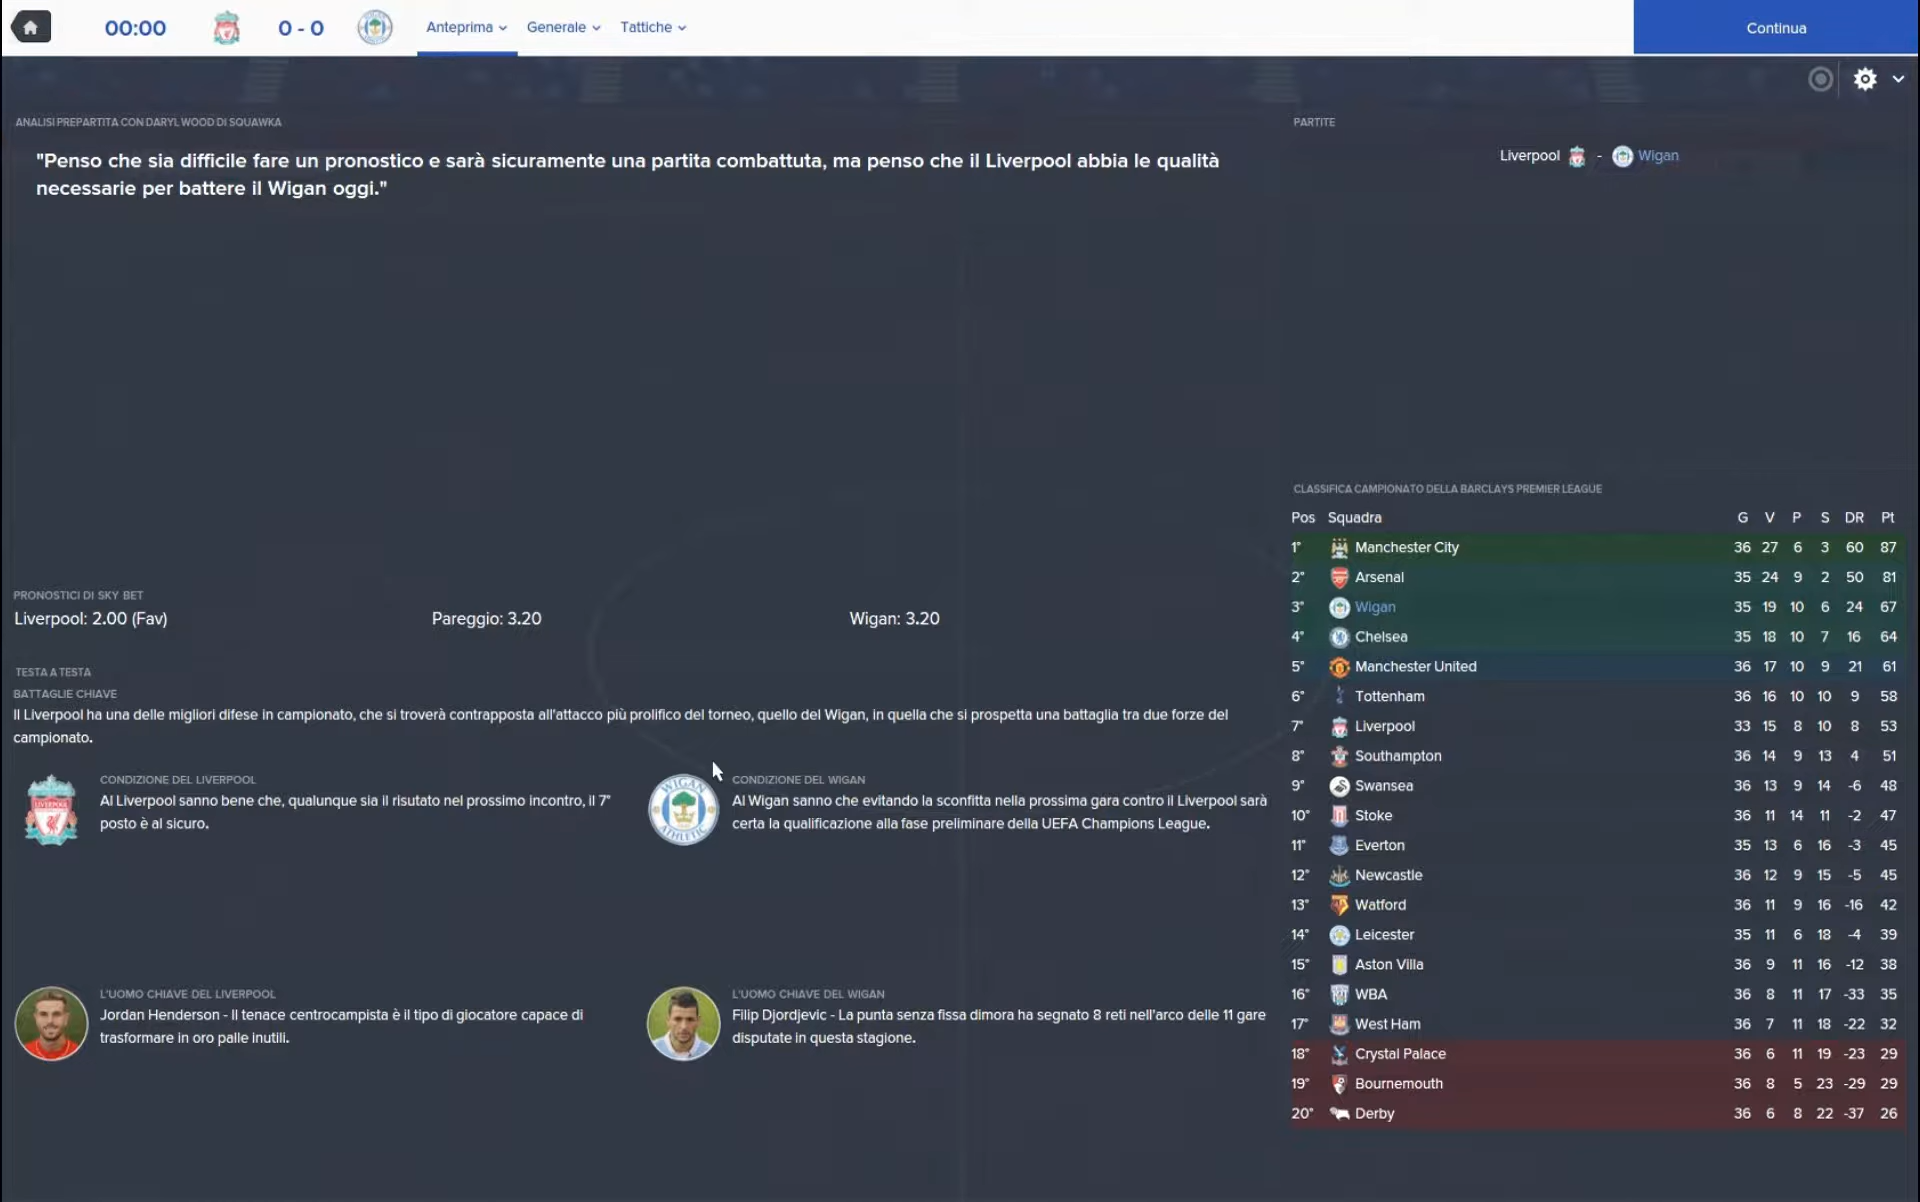 00:00
0 - 0
Anteprima
Generale
Tattiche
Continua
ANALISI PREPARTITA CON DARYL WOOD DI SQUAWKA
"Penso che sia difficile fare un pronostico e sarà sicuramente una partita combattuta, ma penso che il Liverpool abbia le qualità
necessarie per battere il Wigan oggi."
PARTITE
Liverpool - Wigan
PRONOSTICI DI SKY BET
Liverpool: 2.00 (Fav) Pareggio: 3.20 Wigan: 3.20
TESTA A TESTA
BATTAGLIE CHIAVE
Il Liverpool ha una delle migliori difese in campionato, che si troverà contrapposta all'attacco più prolifico del torneo, quello del Wigan, in quella che si prospetta una battaglia tra due forze del
campionato.
CONDIZIONE DEL LIVERPOOL
Al Liverpool sanno bene che, qualunque sia il risutato nel prossimo incontro, il 7°
posto è al sicuro.
WIGAN
ATHLETIC
CONDIZIONE DEL WIGAN
Al Wigan sanno che evitando la sconfitta nella prossima gara contro il Liverpool sarà
certa la qualificazione alla fase preliminare della UEFA Champions League.
L'UOMO CHIAVE DEL LIVERPOOL
Jordan Henderson - Il tenace centrocampista è il tipo di giocatore capace di
trasformare in oro palle inutili.
L'UOMO CHIAVE DEL WIGAN
Filip Djordjevic - La punta senza fissa dimora ha segnato 8 reti nell'arco delle 11 gare
disputate in questa stagione.
CLASSIFICA CAMPIONATO DELLA BARCLAYS PREMIER LEAGUE
Pos Squadra G V P S DR Pt
1° Manchester City 36 27 6 3 60 87
2° Arsenal 35 24 9 2 50 81
3° Wigan 35 19 10 6 24 67
4° Chelsea 35 18 10 7 16 64
5° Manchester United 36 17 10 9 21 61
6° Tottenham 36 16 10 10 9 58
7° Liverpool 33 15 8 10 8 53
8° Southampton 36 14 9 13 4 51
9° Swansea 36 13 9 14 -6 48
10° Stoke 36 11 14 11 -2 47
11° Everton 35 13 6 16 -3 45
12° Newcastle 36 12 9 15 -5 45
13° Watford 36 11 9 16 -16 42
14° Leicester 35 11 6 18 -4 39
15° Aston Villa 36 9 11 16 -12 38
16° WBA 36 8 11 17 -33 35
17° West Ham 36 7 11 18 -22 32
18° Crystal Palace 36 6 11 19 -23 29
19° Bournemouth 36 8 5 23 -29 29
20° Derby 36 6 8 22 -37 26